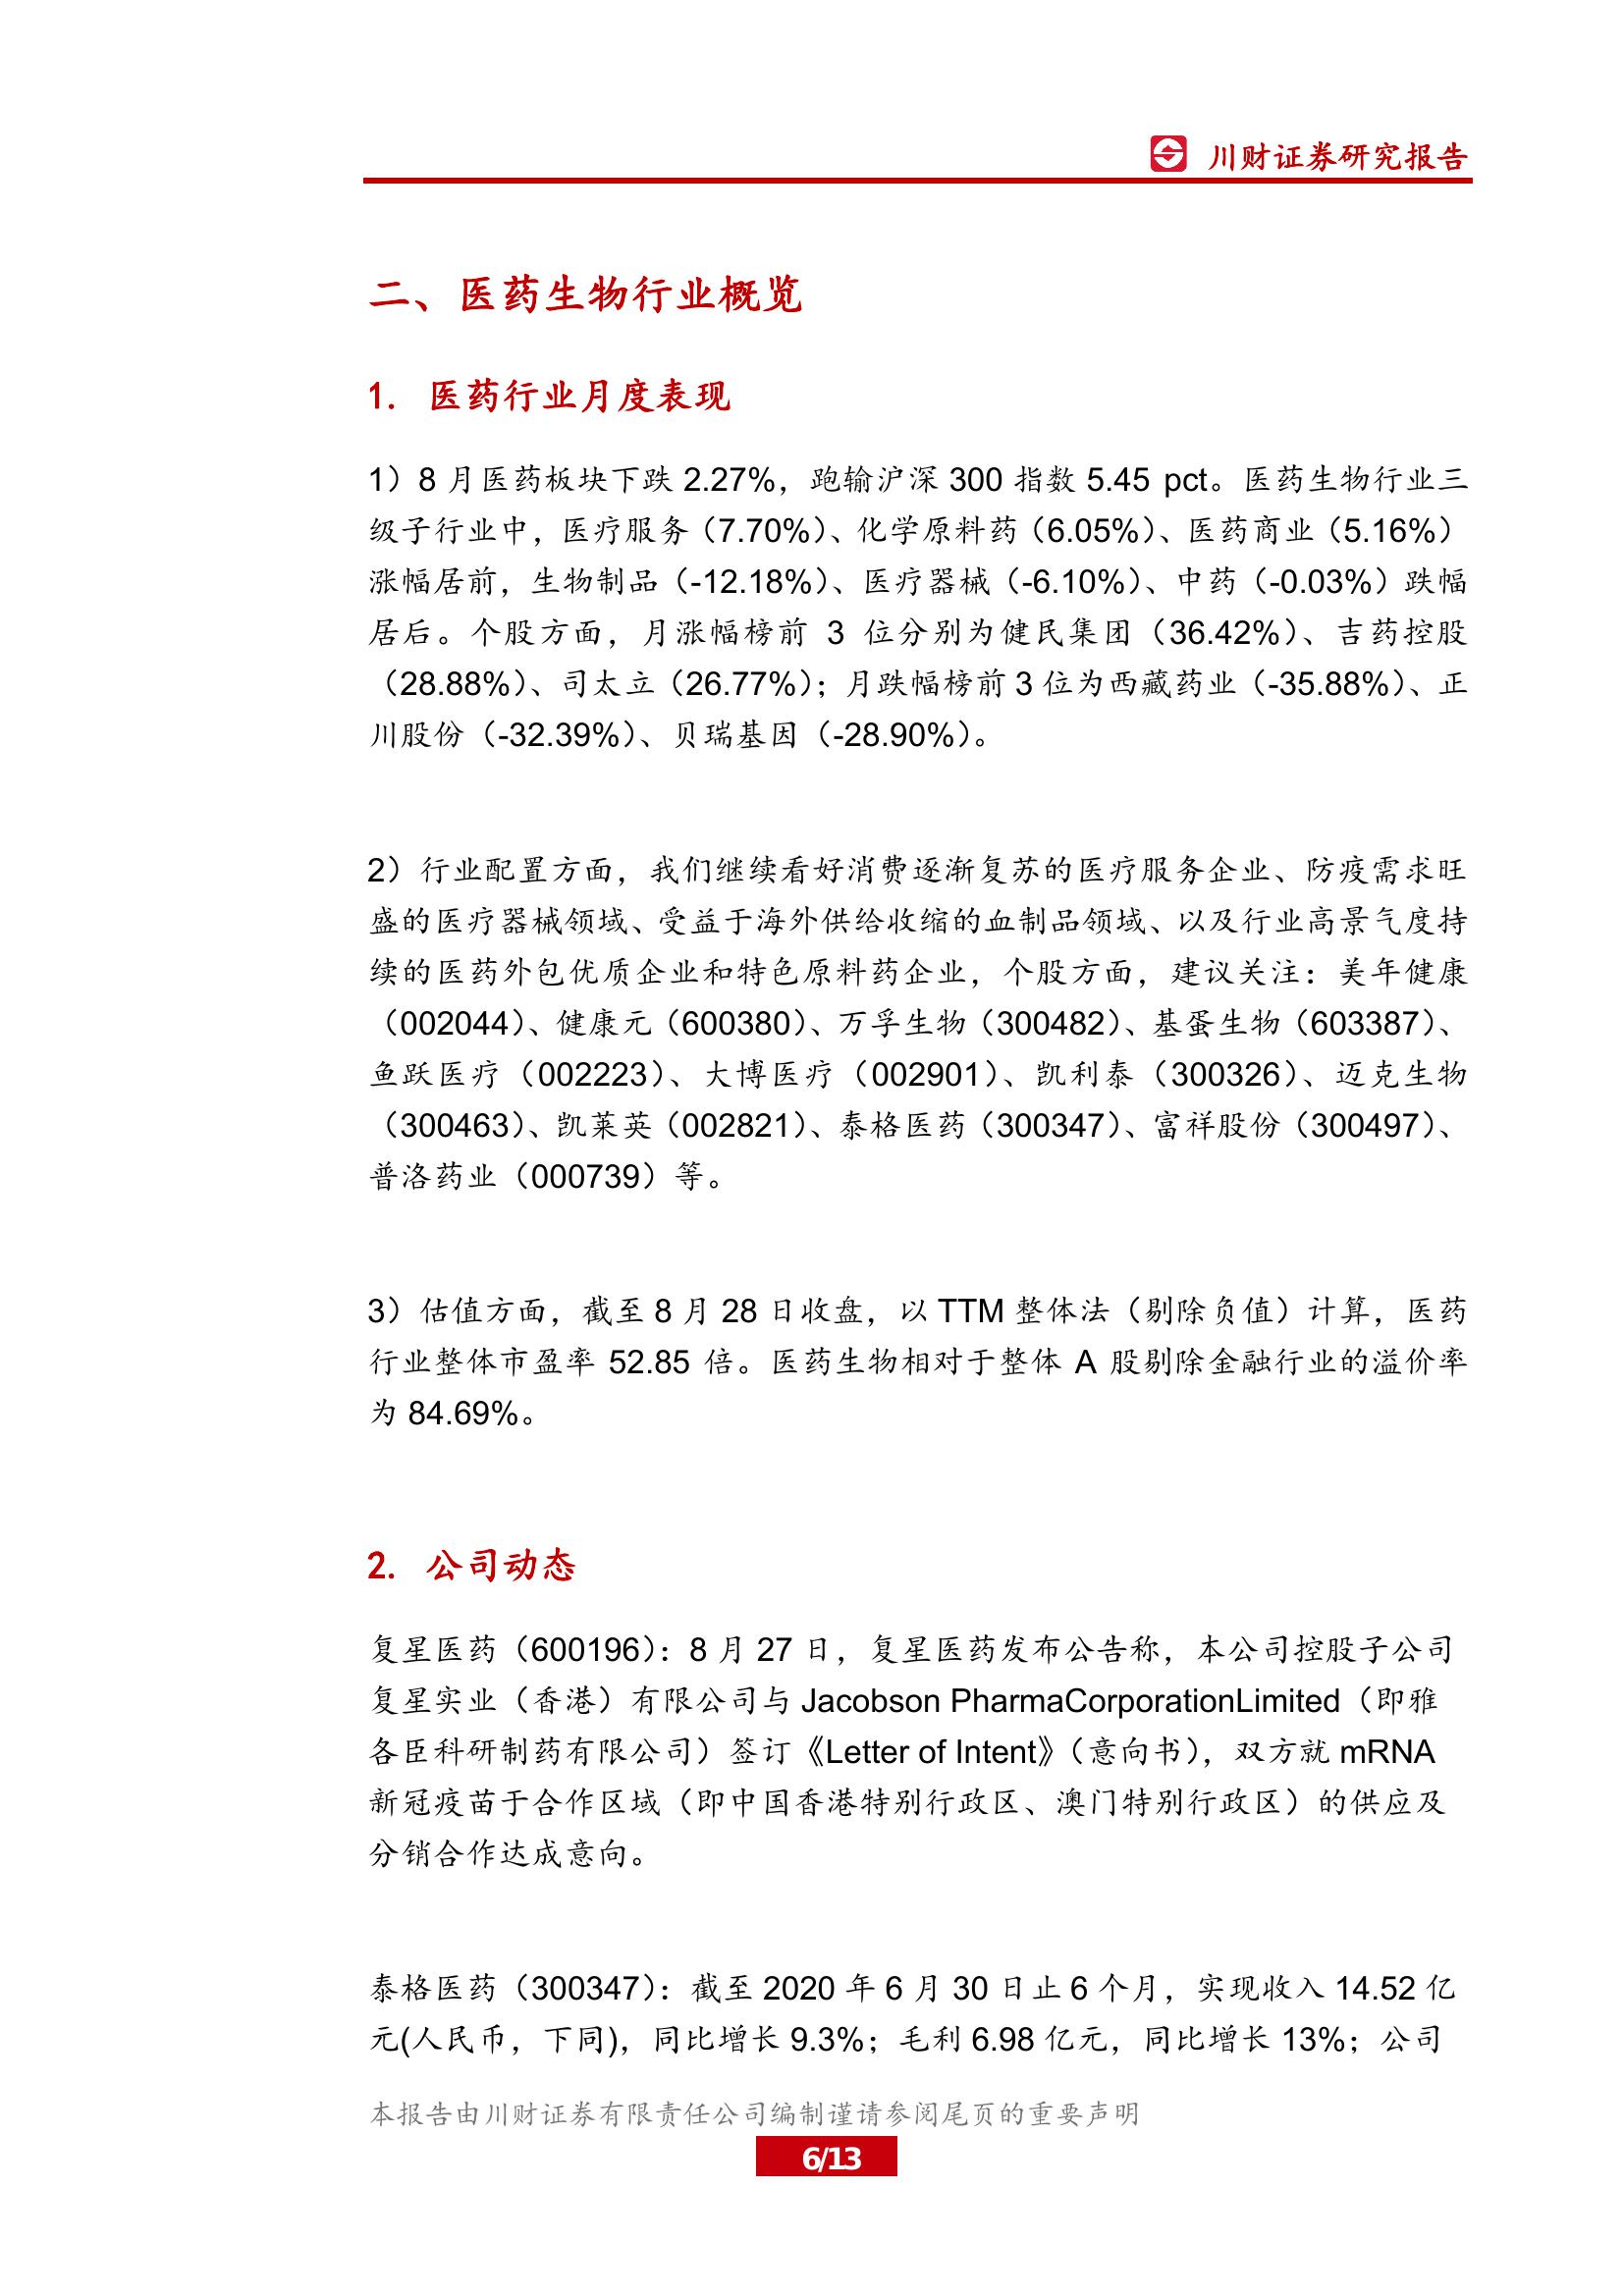 川财证券研究报告
二、医药生物行业概览
1. 医药行业月度表现
1）8 月医药板块下跌 2.27%，跑输沪深 300 指数 5.45 pct。医药生物行业三
级子行业中，医疗服务（7.70%）、化学原料药（6.05%）、医药商业（5.16%）
涨幅居前，生物制品（-12.18%）、医疗器械（-6.10%）、中药（-0.03%）跌幅
居后。个股方面，月涨幅榜前 3 位分别为健民集团（36.42%）、吉药控股
（28.88%）、司太立（26.77%）；月跌幅榜前 3 位为西藏药业（-35.88%）、正
川股份（-32.39%）、贝瑞基因（-28.90%）。
2）行业配置方面，我们继续看好消费逐渐复苏的医疗服务企业、防疫需求旺
盛的医疗器械领域、受益于海外供给收缩的血制品领域、以及行业高景气度持
续的医药外包优质企业和特色原料药企业，个股方面，建议关注：美年健康
（002044）、健康元（600380）、万孚生物（300482）、基蛋生物（603387）、
鱼跃医疗（002223）、大博医疗（002901）、凯利泰（300326）、迈克生物
（300463）、凯莱英（002821）、泰格医药（300347）、富祥股份（300497）、
普洛药业（000739）等。
3）估值方面，截至 8 月 28 日收盘，以 TTM 整体法（剔除负值）计算，医药
行业整体市盈率 52.85 倍。医药生物相对于整体 A 股剔除金融行业的溢价率
为 84.69%。
2. 公司动态
复星医药（600196）：8 月 27 日，复星医药发布公告称，本公司控股子公司
复星实业（香港）有限公司与 Jacobson PharmaCorporationLimited（即雅
各臣科研制药有限公司）签订《Letter of Intent》（意向书），双方就 mRNA
新冠疫苗于合作区域（即中国香港特别行政区、澳门特别行政区）的供应及
分销合作达成意向。
泰格医药（300347）：截至 2020 年 6 月 30 日止 6 个月，实现收入 14.52 亿
元(人民币，下同)，同比增长 9.3%；毛利 6.98 亿元，同比增长 13%；公司
本报告由川财证券有限责任公司编制谨请参阅尾页的重要声明
6/13